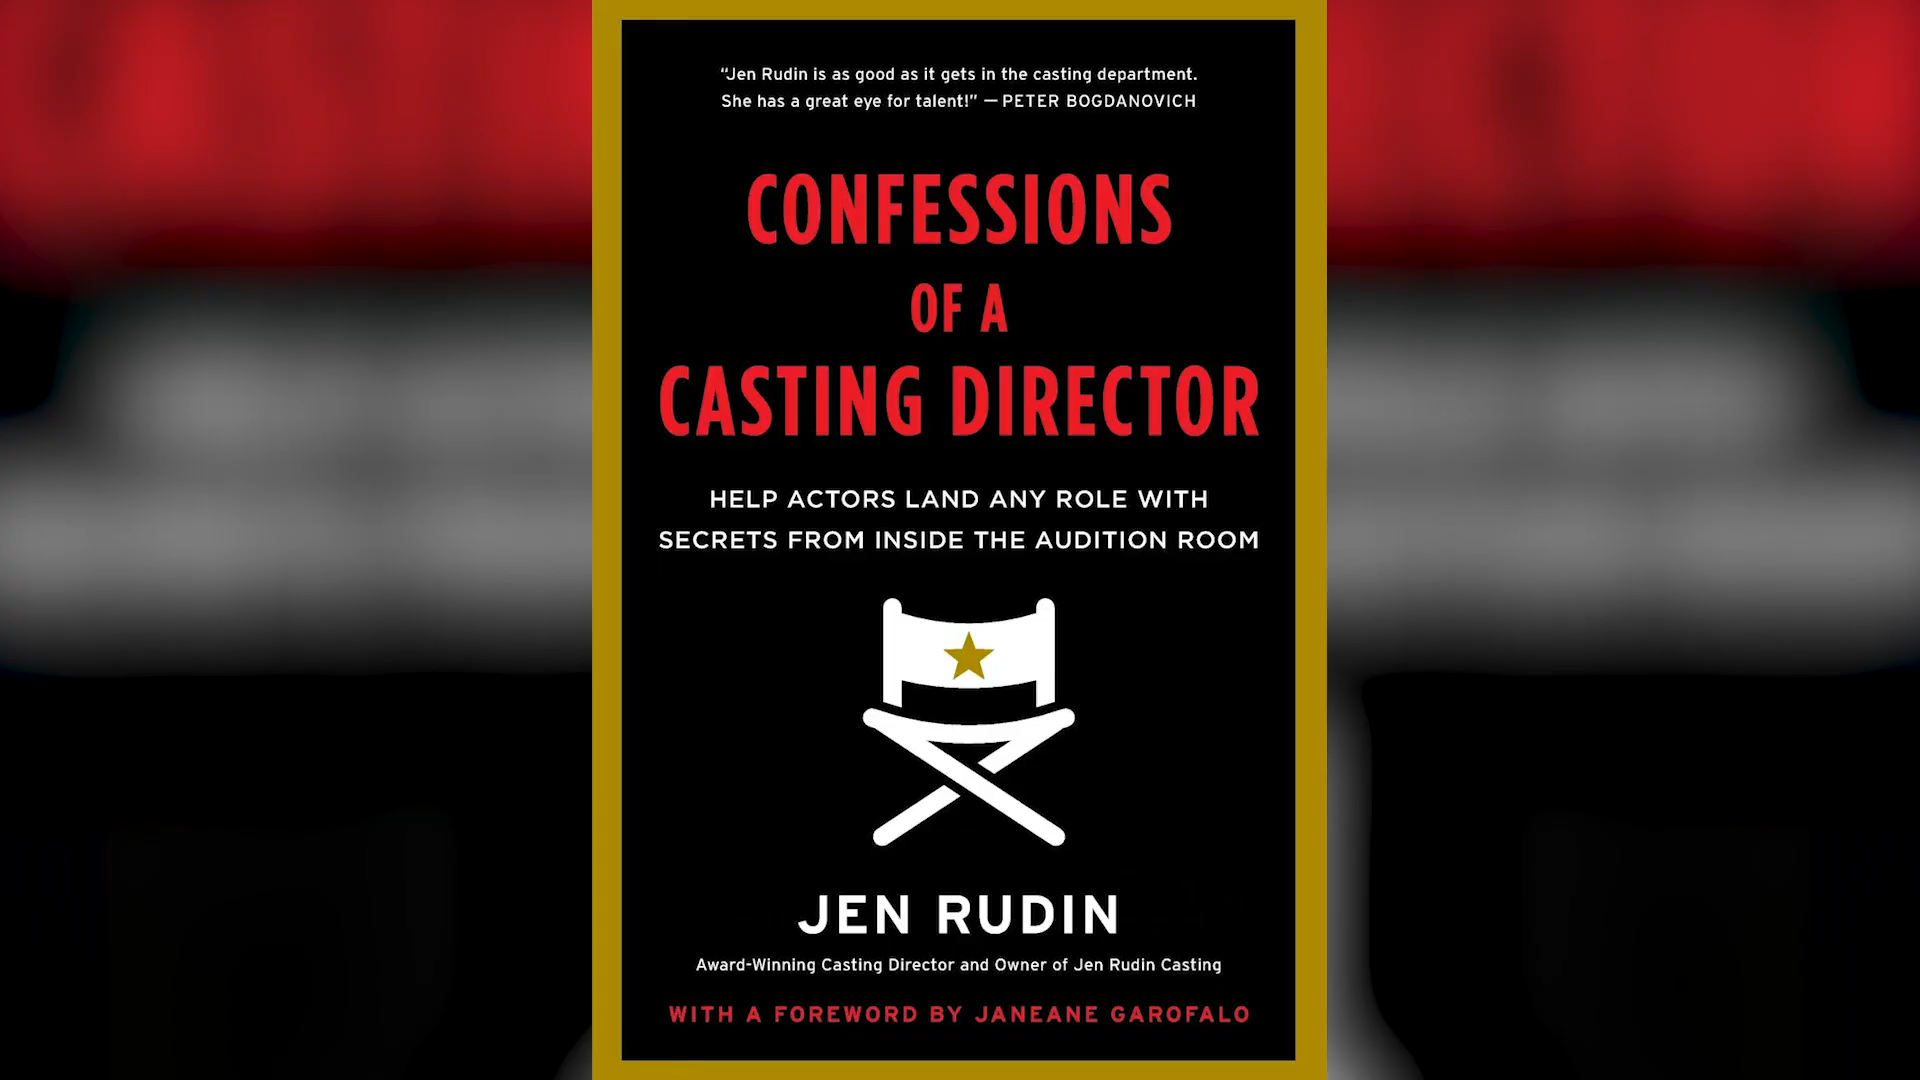 “Jen Rudin is as good as it gets in the casting department.
She has a great eye for talent!” — PETER BOGDANOVICH
CONFESSIONS
OF A
CASTING DIRECTOR
HELP ACTORS LAND ANY ROLE WITH
SECRETS FROM INSIDE THE AUDITION ROOM
JEN RUDIN
Award-Winning Casting Director and Owner of Jen Rudin Casting
WITH A FOREWORD BY JANEANE GAROFALO